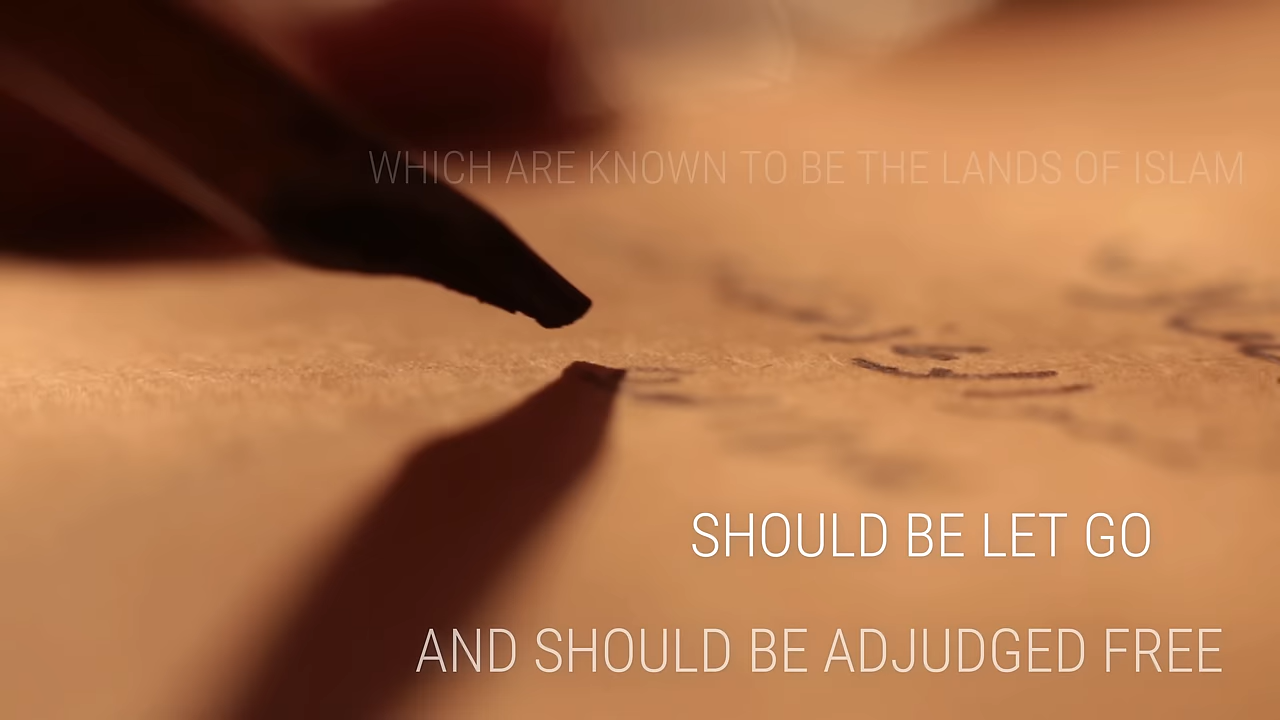 WHICH ARE KNOWN TO BE THE LANDS OF ISLAM
SHOULD BE LET GO
AND SHOULD BE ADJUDGED FREE